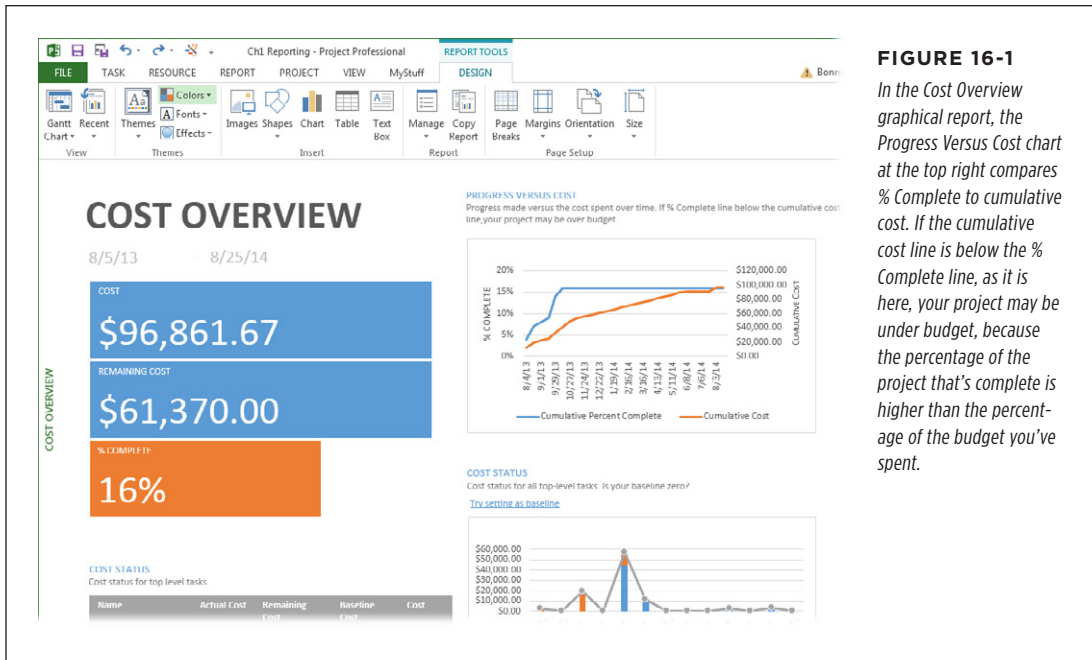 Ch1 Reporting - Project Professional
REPORT TOOLS
FILE TASK RESOURCE REPORT PROJECT VIEW MyStuff DESIGN
Gantt Chart Recent Themes Colors Fonts Effects Images Shapes Chart Table Text Box Manage Copy Report Page Breaks Margins Orientation Size
View Themes Insert Report Page Setup
COST OVERVIEW
COST OVERVIEW
8/5/13 - 8/25/14
COST
$96,861.67
REMAINING COST
$61,370.00
% COMPLETE
16%
COST STATUS
Cost status for top level tasks.
Name Actual Cost Remaining Cost Baseline Cost Cost
PROGRESS VERSUS COST
Progress made versus the cost spent over time. If % Complete line below the cumulative cost
line,your project may be over budget.
% COMPLETE
20%
15%
10%
5%
0%
$120,000.00
$100,000.00
$80,000.00
$60,000.00
$40,000.00
$20,000.00
$0.00
CUMULATIVE COST
8/4/13
9/1/13
9/29/13
10/27/13
11/24/13
12/22/13
1/19/14
2/16/14
3/16/14
4/13/14
5/11/14
6/8/14
7/6/14
8/3/14
Cumulative Percent Complete Cumulative Cost
COST STATUS
Cost status for all top-level tasks. Is your baseline zero?
Try setting as baseline
$60,000.00
$50,000.00
$40,000.00
$30,000.00
$20,000.00
$10,000.00
$0.00
FIGURE 16-1
In the Cost Overview
graphical report, the
Progress Versus Cost chart
at the top right compares
% Complete to cumulative
cost. If the cumulative
cost line is below the %
Complete line, as it is
here, your project may be
under budget, because
the percentage of the
project that's complete is
higher than the percent-
age of the budget you've
spent.